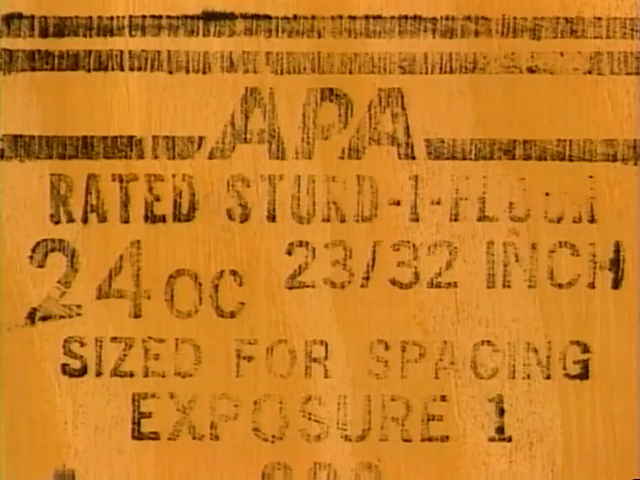 APA
RATED STURD-I-FLOOR
24 OC 23/32 INCH
SIZED FOR SPACING
EXPOSURE 1